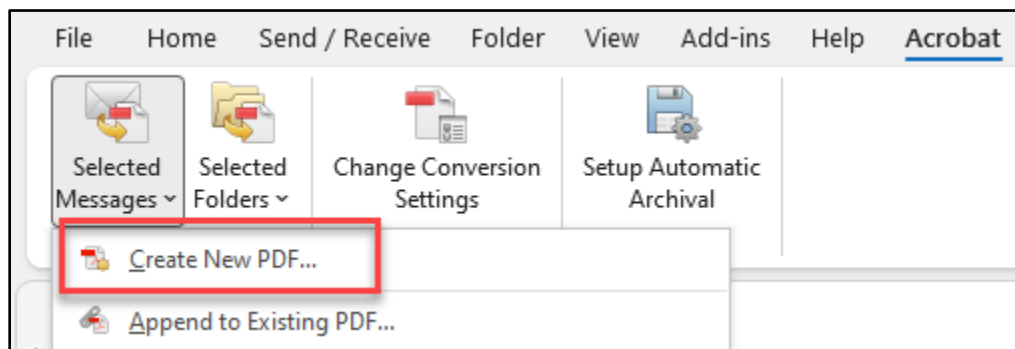 File Home Send / Receive Folder View Add-ins Help Acrobat
Selected Selected Change Conversion Setup Automatic
Messages Folders Settings Archival
Create New PDF...
Append to Existing PDF...